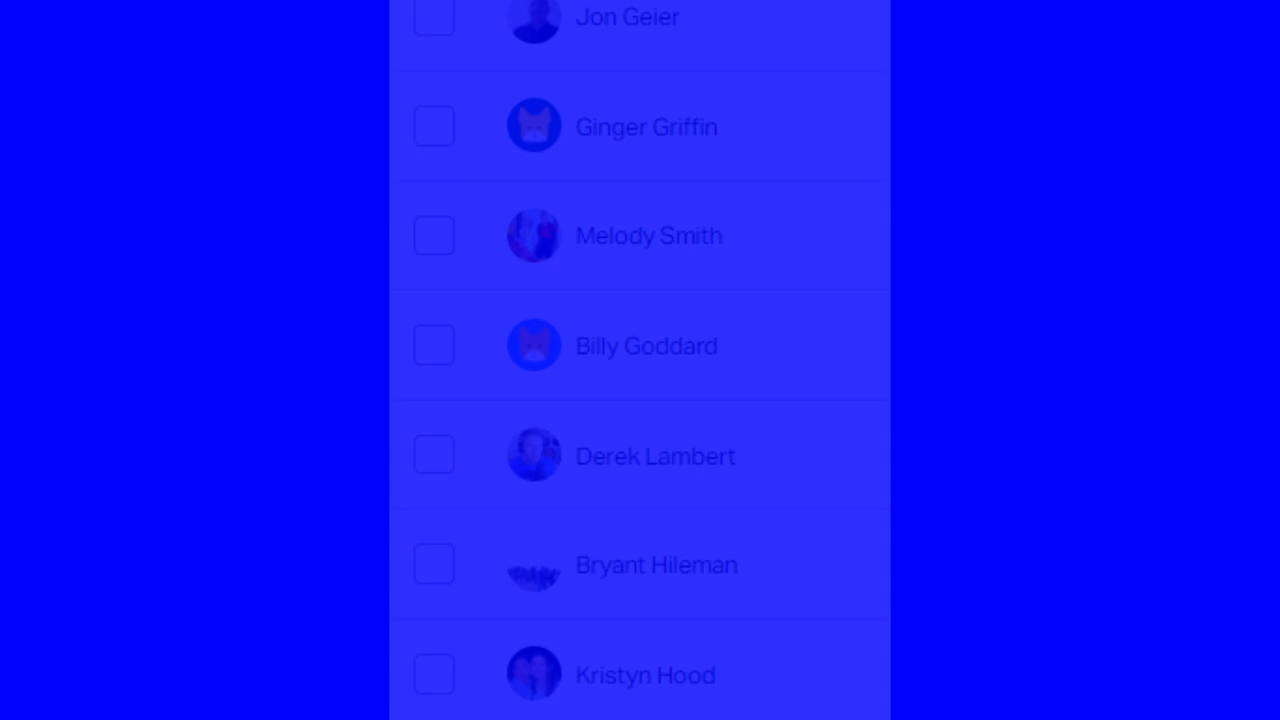 Jon Geier
Ginger Griffin
Melody Smith
Billy Goddard
Derek Lambert
Bryant Hileman
Kristyn Hood